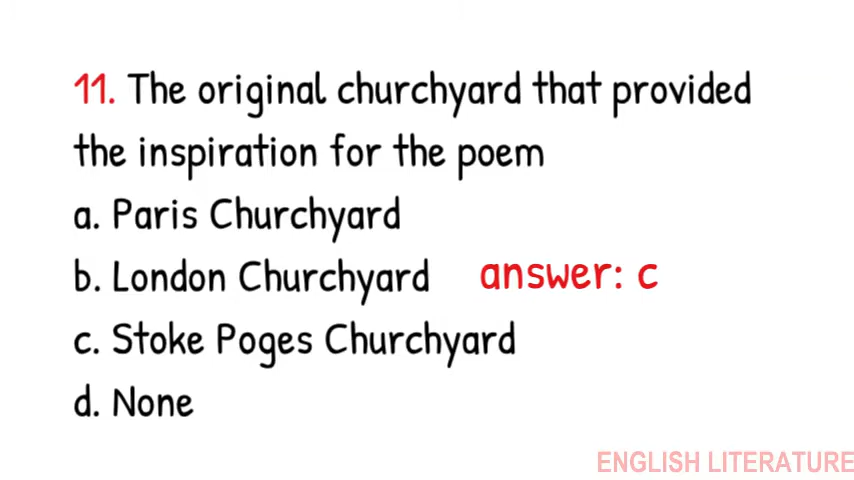 11. The original churchyard that provided
the inspiration for the poem
a. Paris Churchyard
b. London Churchyard
answer: c
c. Stoke Poges Churchyard
d. None
ENGLISH LITERATURE